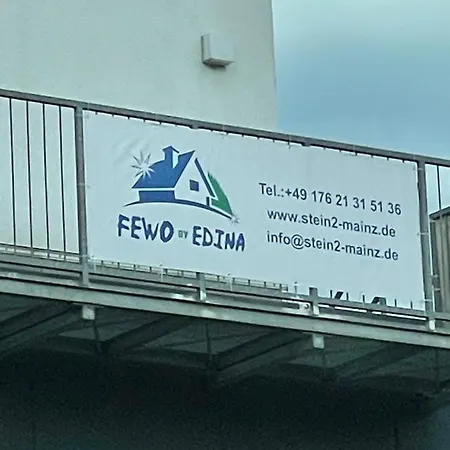 FEWO BY EDINA
Tel.:+49 176 21 31 51 36
www.stein2-mainz.de
info@stein2-mainz.de